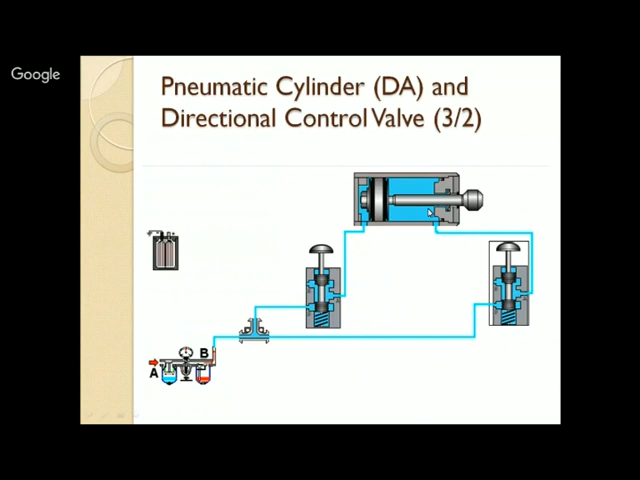 Google
Pneumatic Cylinder (DA) and
Directional Control Valve (3/2)
B
A